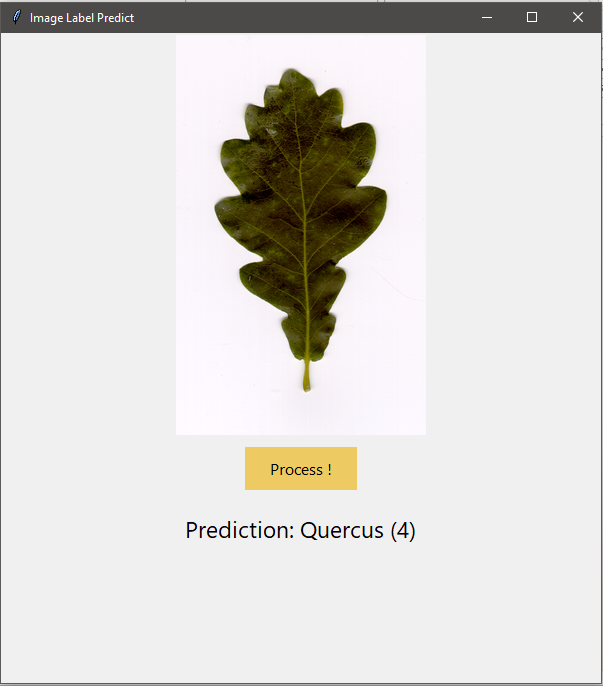 Image Label Predict
Process !
Prediction: Quercus (4)